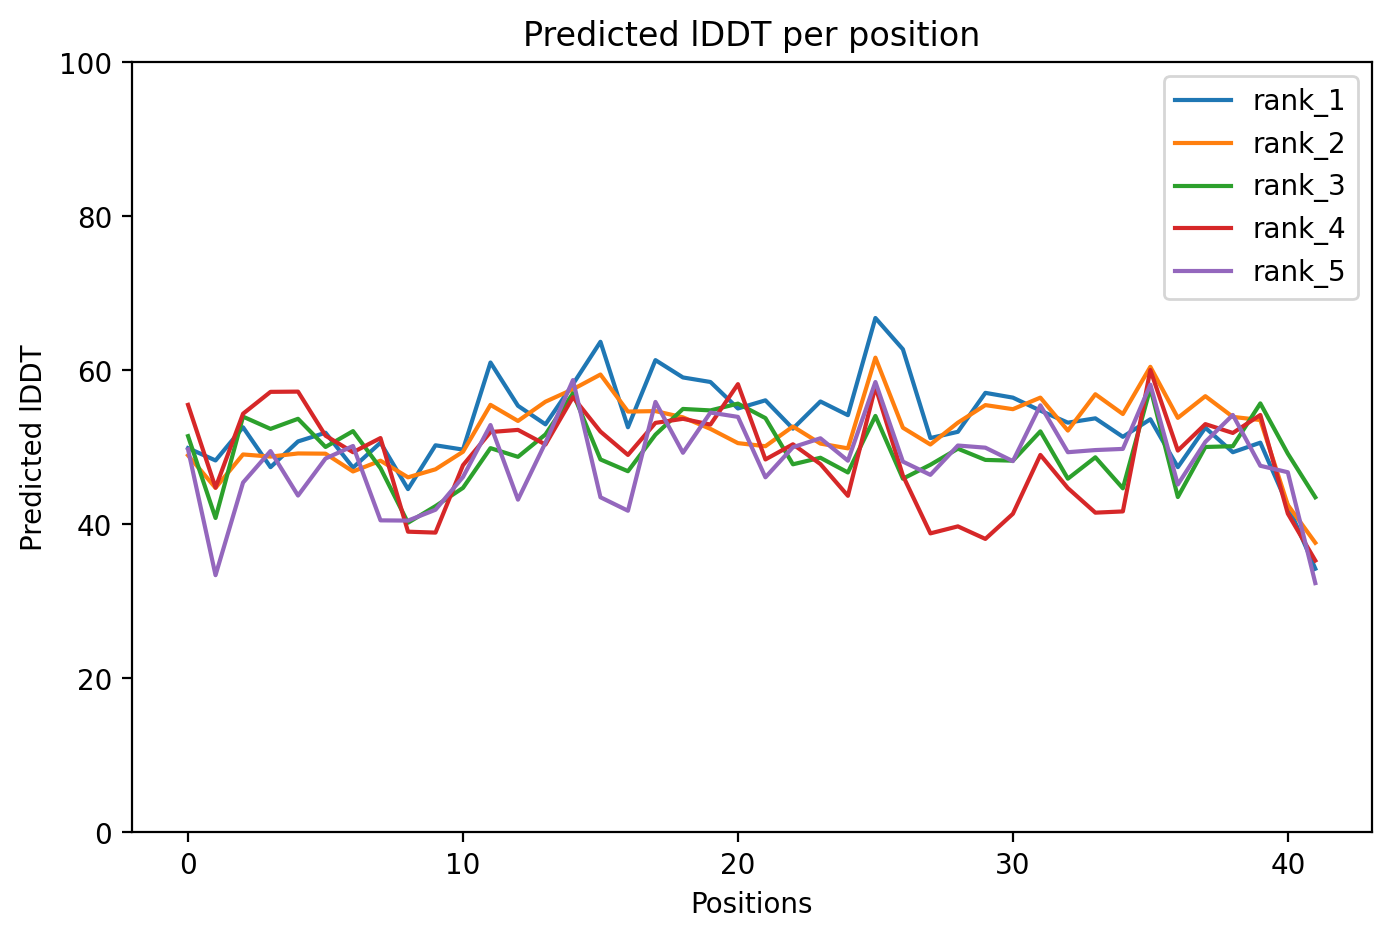 Predicted lDDT per position
Predicted lDDT
100
80
60
40
20
0
rank_1
rank_2
rank_3
rank_4
rank_5
0 10 20 30 40
Positions